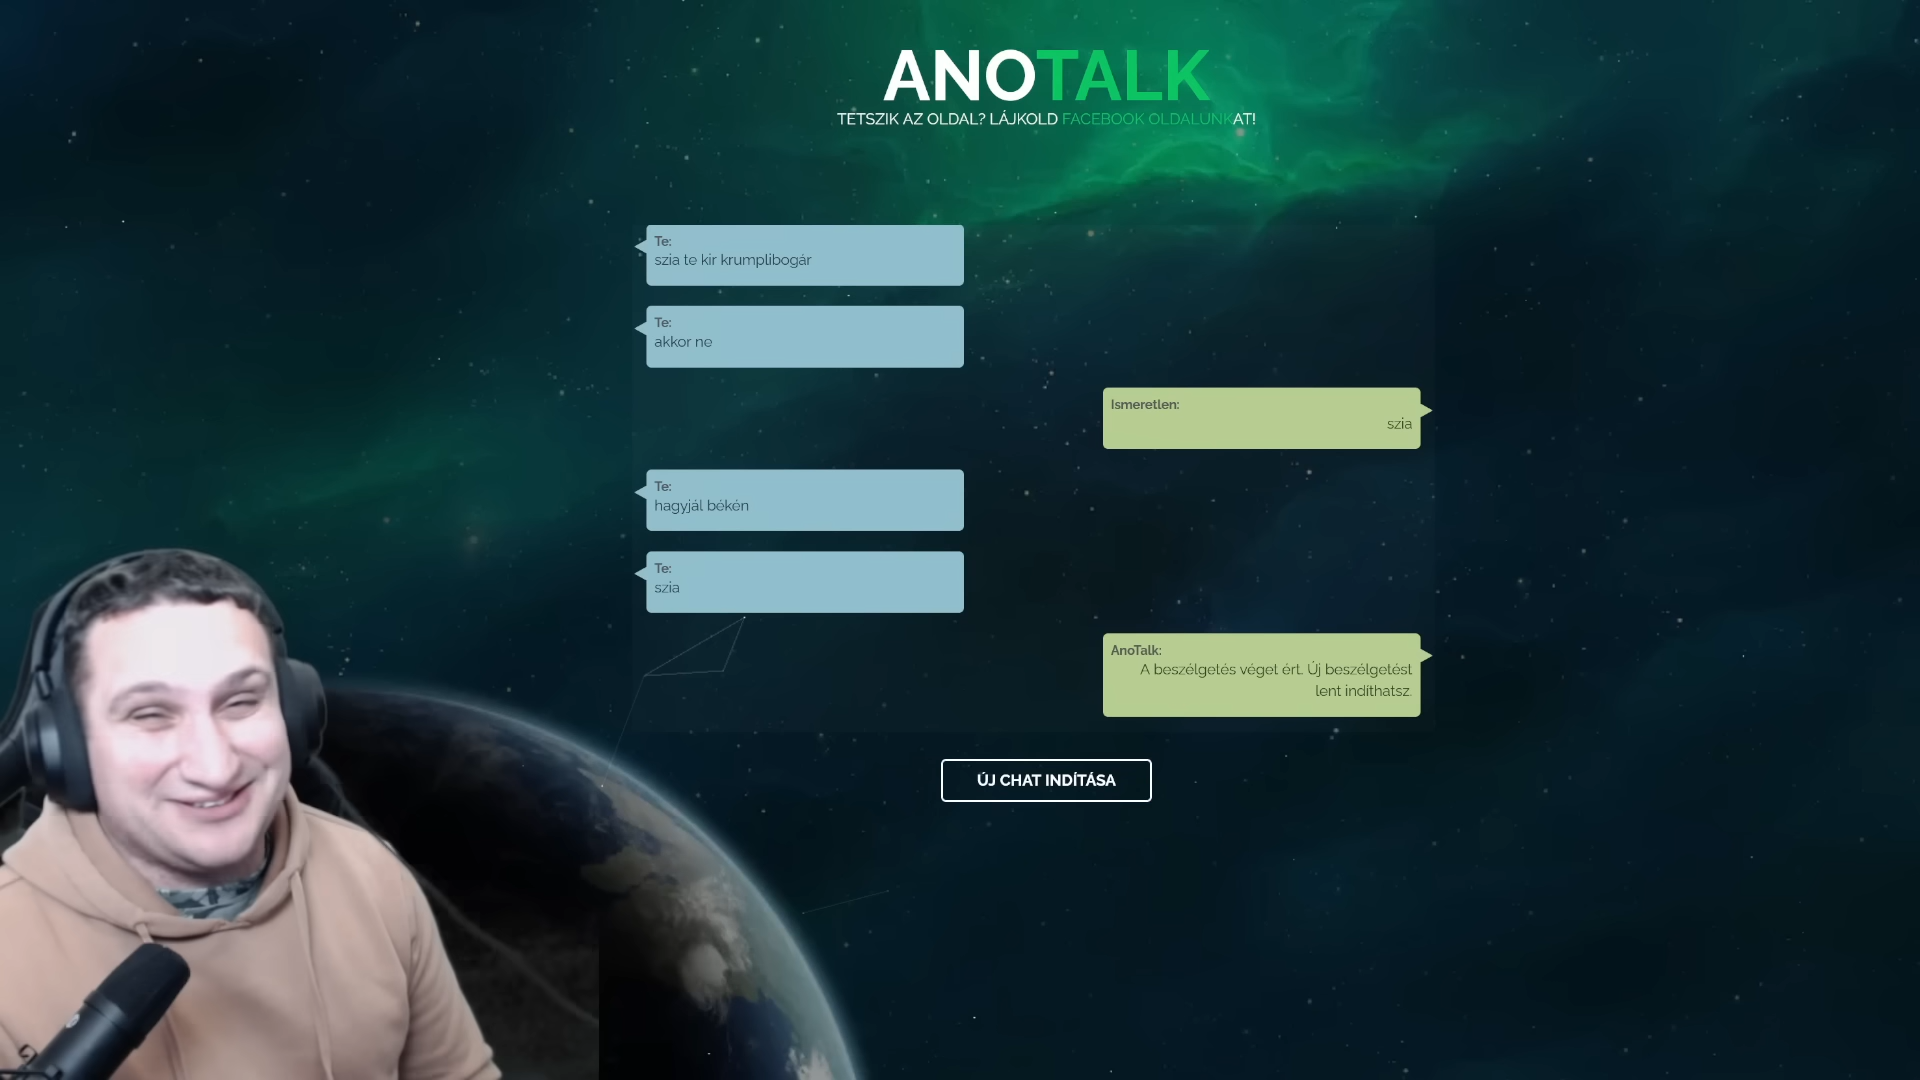 ANOTALK
TETSZIK AZ OLDAL? LÁJKOLD FACEBOOK OLDALUNKAT!
Te:
szia te kir krumplibogár
Te:
akkor ne
Ismeretlen:
szia
Te:
hagyjál békén
Te:
szia
AnoTalk:
A beszélgetés véget ért. Új beszélgetést
lent indíthatsz.
ÚJ CHAT INDÍTÁSA